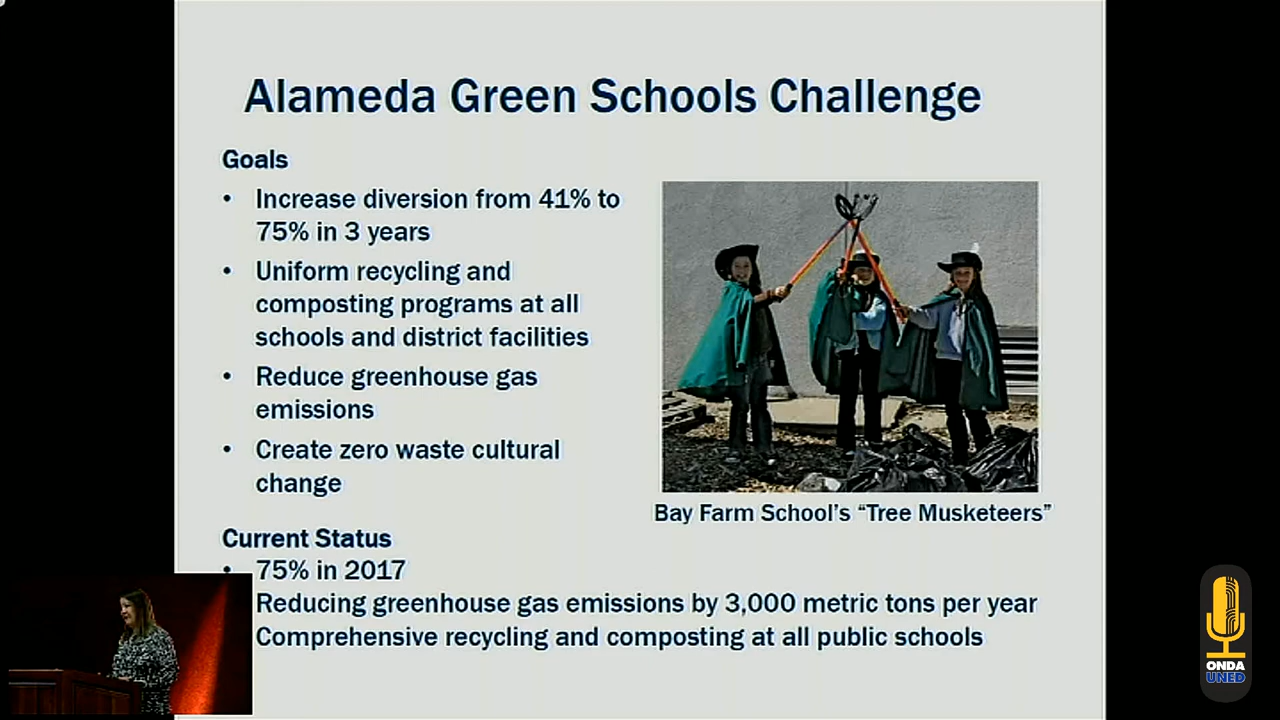 Alameda Green Schools Challenge
Goals
• Increase diversion from 41% to
75% in 3 years
• Uniform recycling and
composting programs at all
schools and district facilities
• Reduce greenhouse gas
emissions
• Create zero waste cultural
change
Bay Farm School's “Tree Musketeers”
Current Status
• 75% in 2017
Reducing greenhouse gas emissions by 3,000 metric tons per year
Comprehensive recycling and composting at all public schools
ONDA
UNED